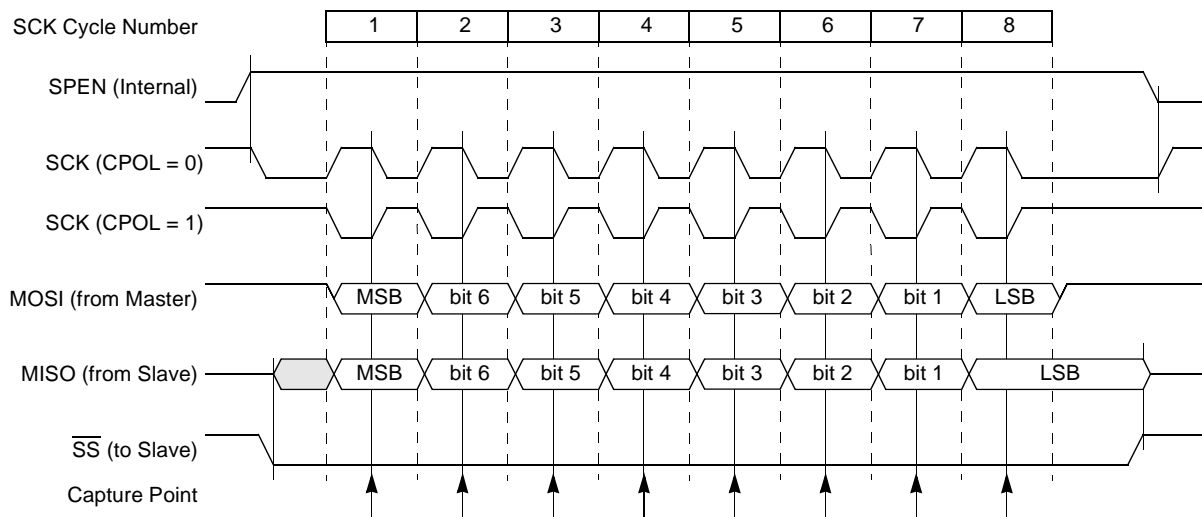 SCK Cycle Number 1 2 3 4 5 6 7 8
SPEN (Internal)
SCK (CPOL = 0)
SCK (CPOL = 1)
MOSI (from Master) MSB bit 6 bit 5 bit 4 bit 3 bit 2 bit 1 LSB
MISO (from Slave) MSB bit 6 bit 5 bit 4 bit 3 bit 2 bit 1 LSB
S̅S̅ (to Slave)
Capture Point